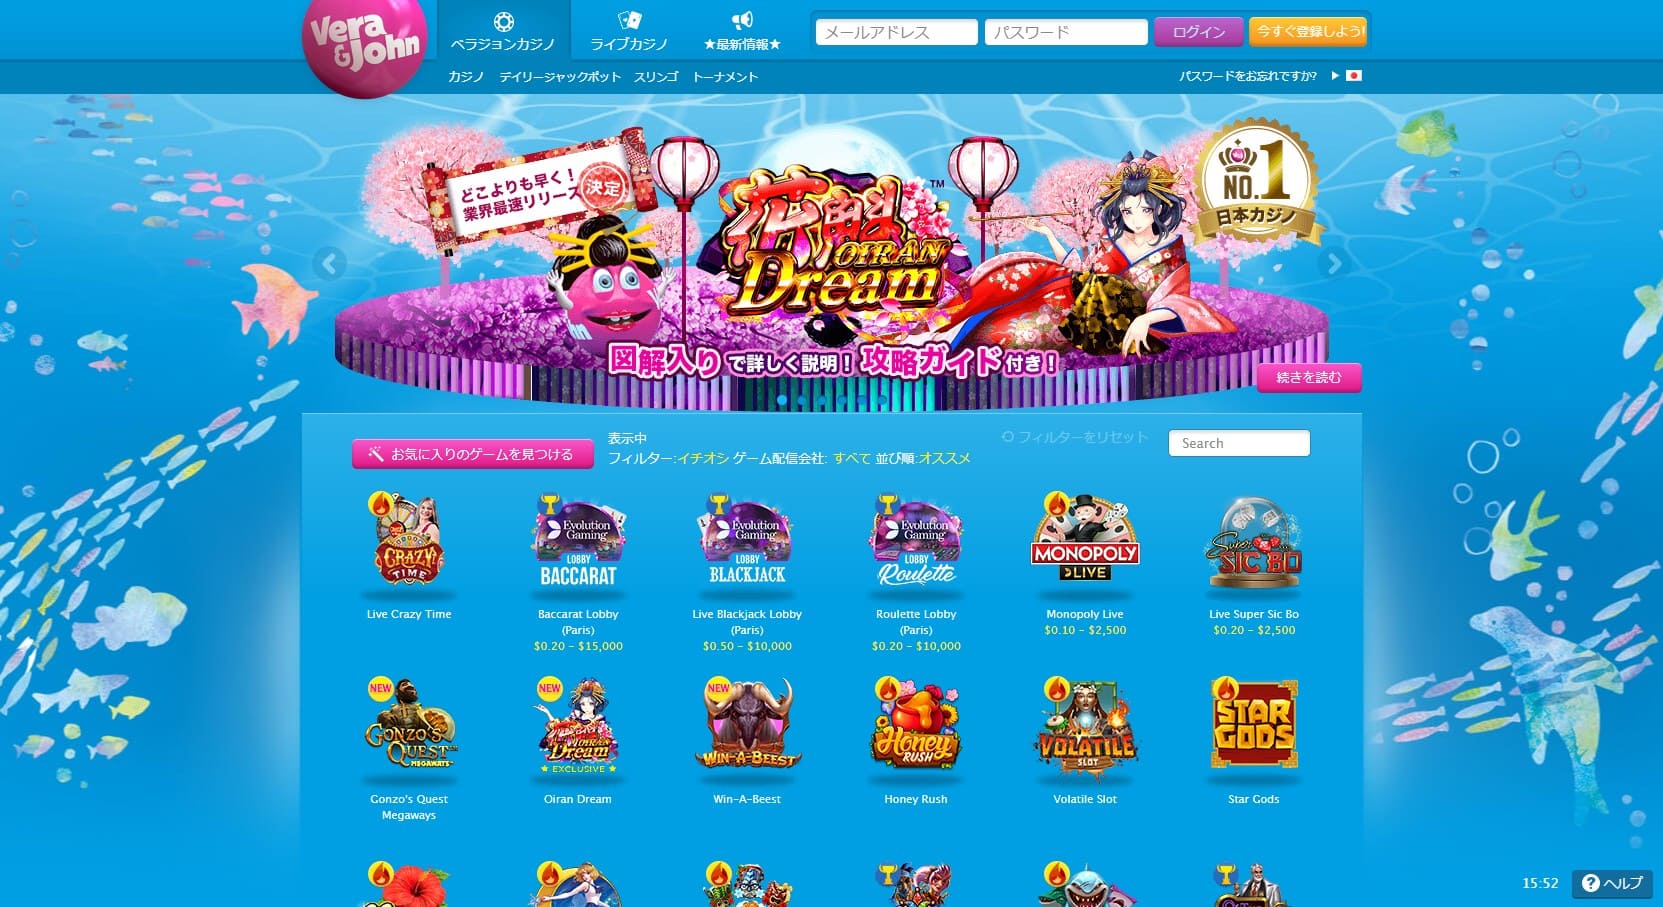 Vera
&John
ベラジョンカジノ
ライブカジノ
★最新情報★
メールアドレス
パスワード
ログイン
今すぐ登録しよう!
カジノ デイリージャックポット スリンゴ トーナメント
パスワードをお忘れですか?
どこよりも早く！
業界最速リリース
決定
花魁
OIRAN
Dream
™
NO.1
日本カジノ
図解入りで詳しく説明！攻略ガイド付き！
続きを読む
お気に入りのゲームを見つける
表示中
フィルター:イチオシ ゲーム配信会社: すべて 並び順:オススメ
フィルターをリセット
Search
CRAZY
TIME
Evolution
Gaming
LOBBY
BACCARAT
Evolution
Gaming
LOBBY
BLACKJACK
Evolution
Gaming
LOBBY
Roulette
MONOPOLY
LIVE
Super
SIC BO
Live Crazy Time
Baccarat Lobby
(Paris)
$0.20 - $15,000
Live Blackjack Lobby
(Paris)
$0.50 - $10,000
Roulette Lobby
(Paris)
$0.20 - $10,000
Monopoly Live
$0.10 - $2,500
Live Super Sic Bo
$0.20 - $2,500
NEW
GONZO'S
QUEST
MEGAWAYS
NEW
花魁
OIRAN
Dream
★ EXCLUSIVE ★
NEW
WIN-A-BEEST
Honey
RUSH
VOLATILE
SLOT
STAR
GODS
Gonzo's Quest
Megaways
Oiran Dream
Win-A-Beest
Honey Rush
Volatile Slot
Star Gods
15:52
ヘルプ